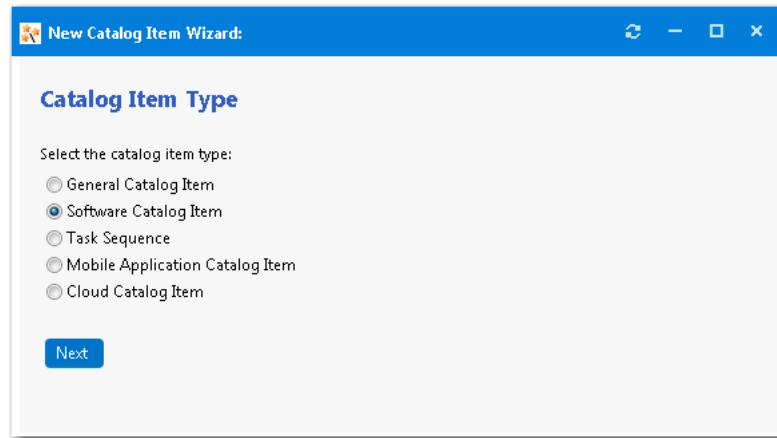 New Catalog Item Wizard:
Catalog Item Type
Select the catalog item type:
General Catalog Item
Software Catalog Item
Task Sequence
Mobile Application Catalog Item
Cloud Catalog Item
Next